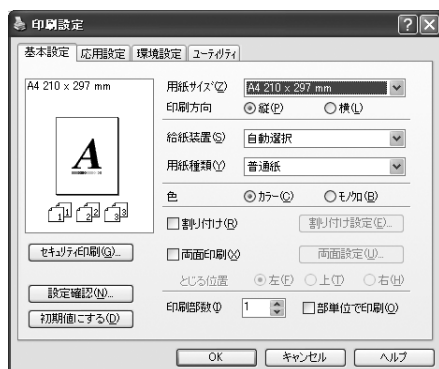 印刷設定
基本設定 応用設定 環境設定 ユーティリティ
A4 210 x 297 mm
A
1 1 2 2 3 3
セキュリティ印刷(G)...
設定確認(N)...
初期値にする(D)
用紙サイズ(Z) A4 210 x 297 mm
印刷方向 縦(P) 横(L)
給紙装置(S) 自動選択
用紙種類(Y) 普通紙
色 カラー(C) モノクロ(B)
割り付け(R) 割り付け設定(E)...
両面印刷(X) 両面設定(U)...
とじる位置 左(F) 上(T) 右(H)
印刷部数(I) 1 部単位で印刷(O)
OK キャンセル ヘルプ